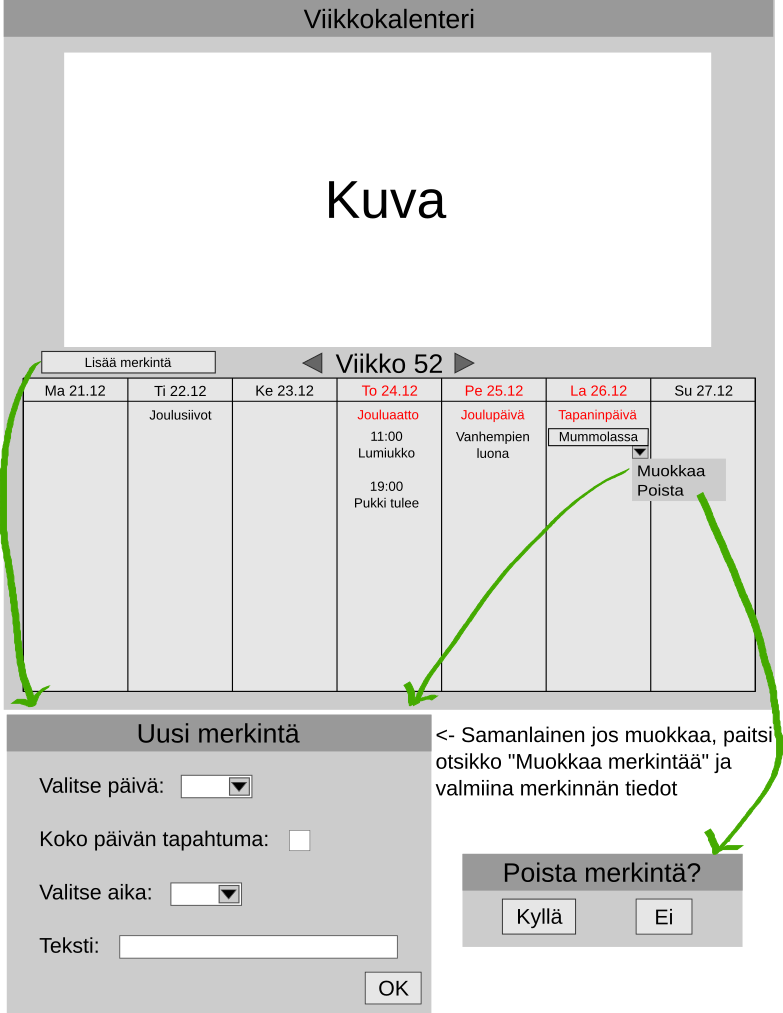 Viikkokalenteri
Kuva
Lisää merkintä
Viikko 52
Ma 21.12
Ti 22.12
Ke 23.12
To 24.12
Pe 25.12
La 26.12
Su 27.12
Joulusiivot
Jouluaatto
11:00
Lumiukko
19:00
Pukki tulee
Joulupäivä
Vanhempien
luona
Tapaninpäivä
Mummolassa
Muokkaa
Poista
Uusi merkintä
Valitse päivä:
Koko päivän tapahtuma:
Valitse aika:
Teksti:
OK
<- Samanlainen jos muokkaa, paitsi
otsikko "Muokkaa merkintää" ja
valmiina merkinnän tiedot
Poista merkintä?
Kyllä
Ei